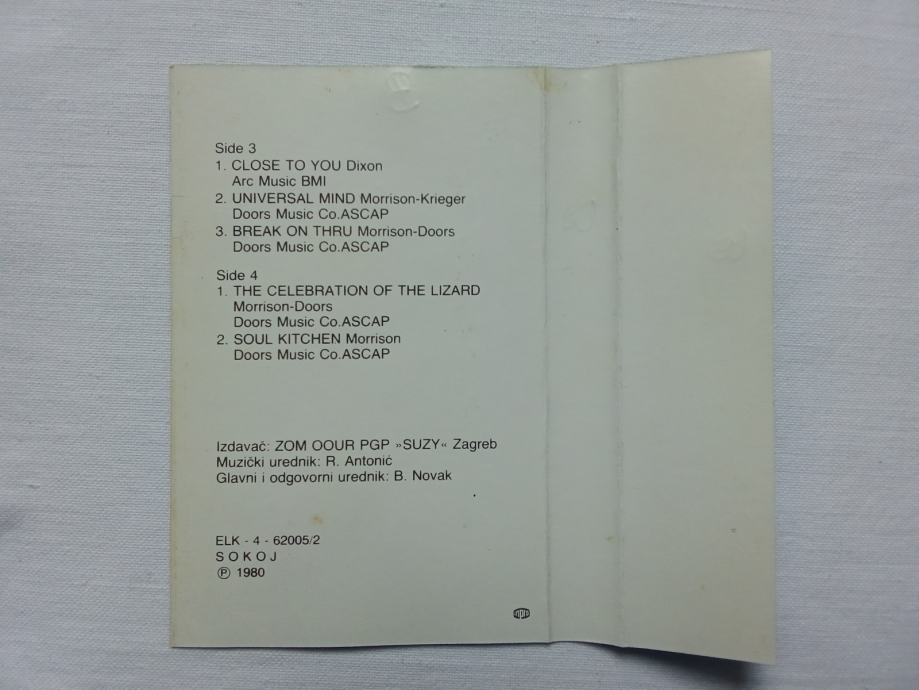 Side 3
1. CLOSE TO YOU Dixon
Arc Music BMI
2. UNIVERSAL MIND Morrison-Krieger
Doors Music Co.ASCAP
3. BREAK ON THRU Morrison-Doors
Doors Music Co.ASCAP
Side 4
1. THE CELEBRATION OF THE LIZARD
Morrison-Doors
Doors Music Co.ASCAP
2. SOUL KITCHEN Morrison
Doors Music Co.ASCAP
Izdavač: ZOM OOUR PGP »SUZY« Zagreb
Muzički urednik: R. Antonić
Glavni i odgovorni urednik: B. Novak
ELK - 4 - 62005/2
S O K O J
Ⓟ 1980